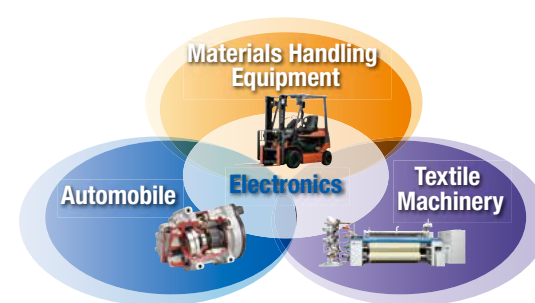 Materials Handling
Equipment
Electronics
Automobile
Textile
Machinery